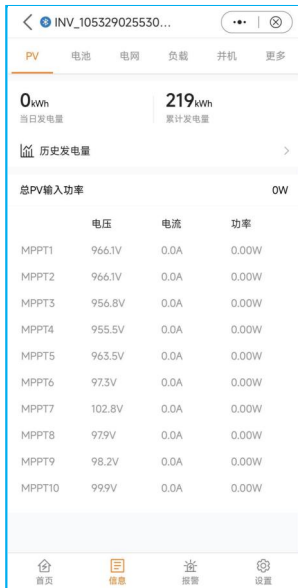 INV_105329025530...
PV 电池 电网 负载 并机 更多
0kWh 219kWh
当日发电量 累计发电量
历史发电量
总PV输入功率 0W
电压 电流 功率
MPPT1 966.1V 0.0A 0.00W
MPPT2 966.1V 0.0A 0.00W
MPPT3 956.8V 0.0A 0.00W
MPPT4 955.5V 0.0A 0.00W
MPPT5 963.5V 0.0A 0.00W
MPPT6 97.3V 0.0A 0.00W
MPPT7 102.8V 0.0A 0.00W
MPPT8 97.9V 0.0A 0.00W
MPPT9 98.2V 0.0A 0.00W
MPPT10 99.9V 0.0A 0.00W
首页 信息 报警 设置